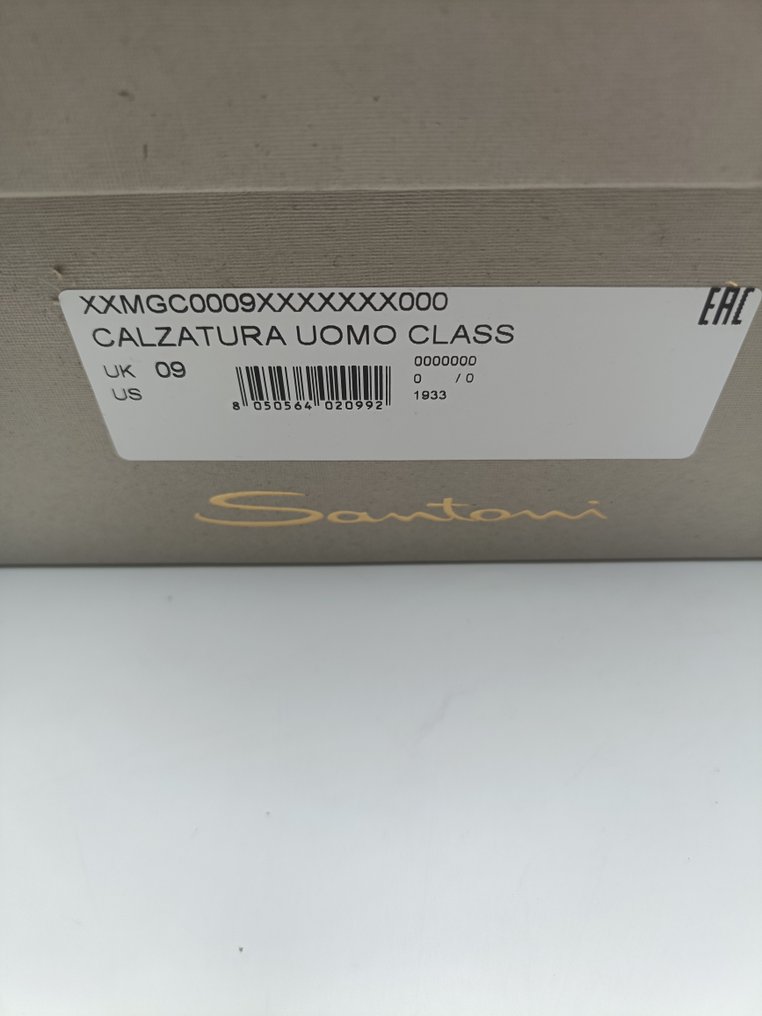 XXMGC0009XXXXXXX000
EAC
CALZATURA UOMO CLASS
UK 09
US
8 050564 020992
0000000
0 / 0
1933
Santoni